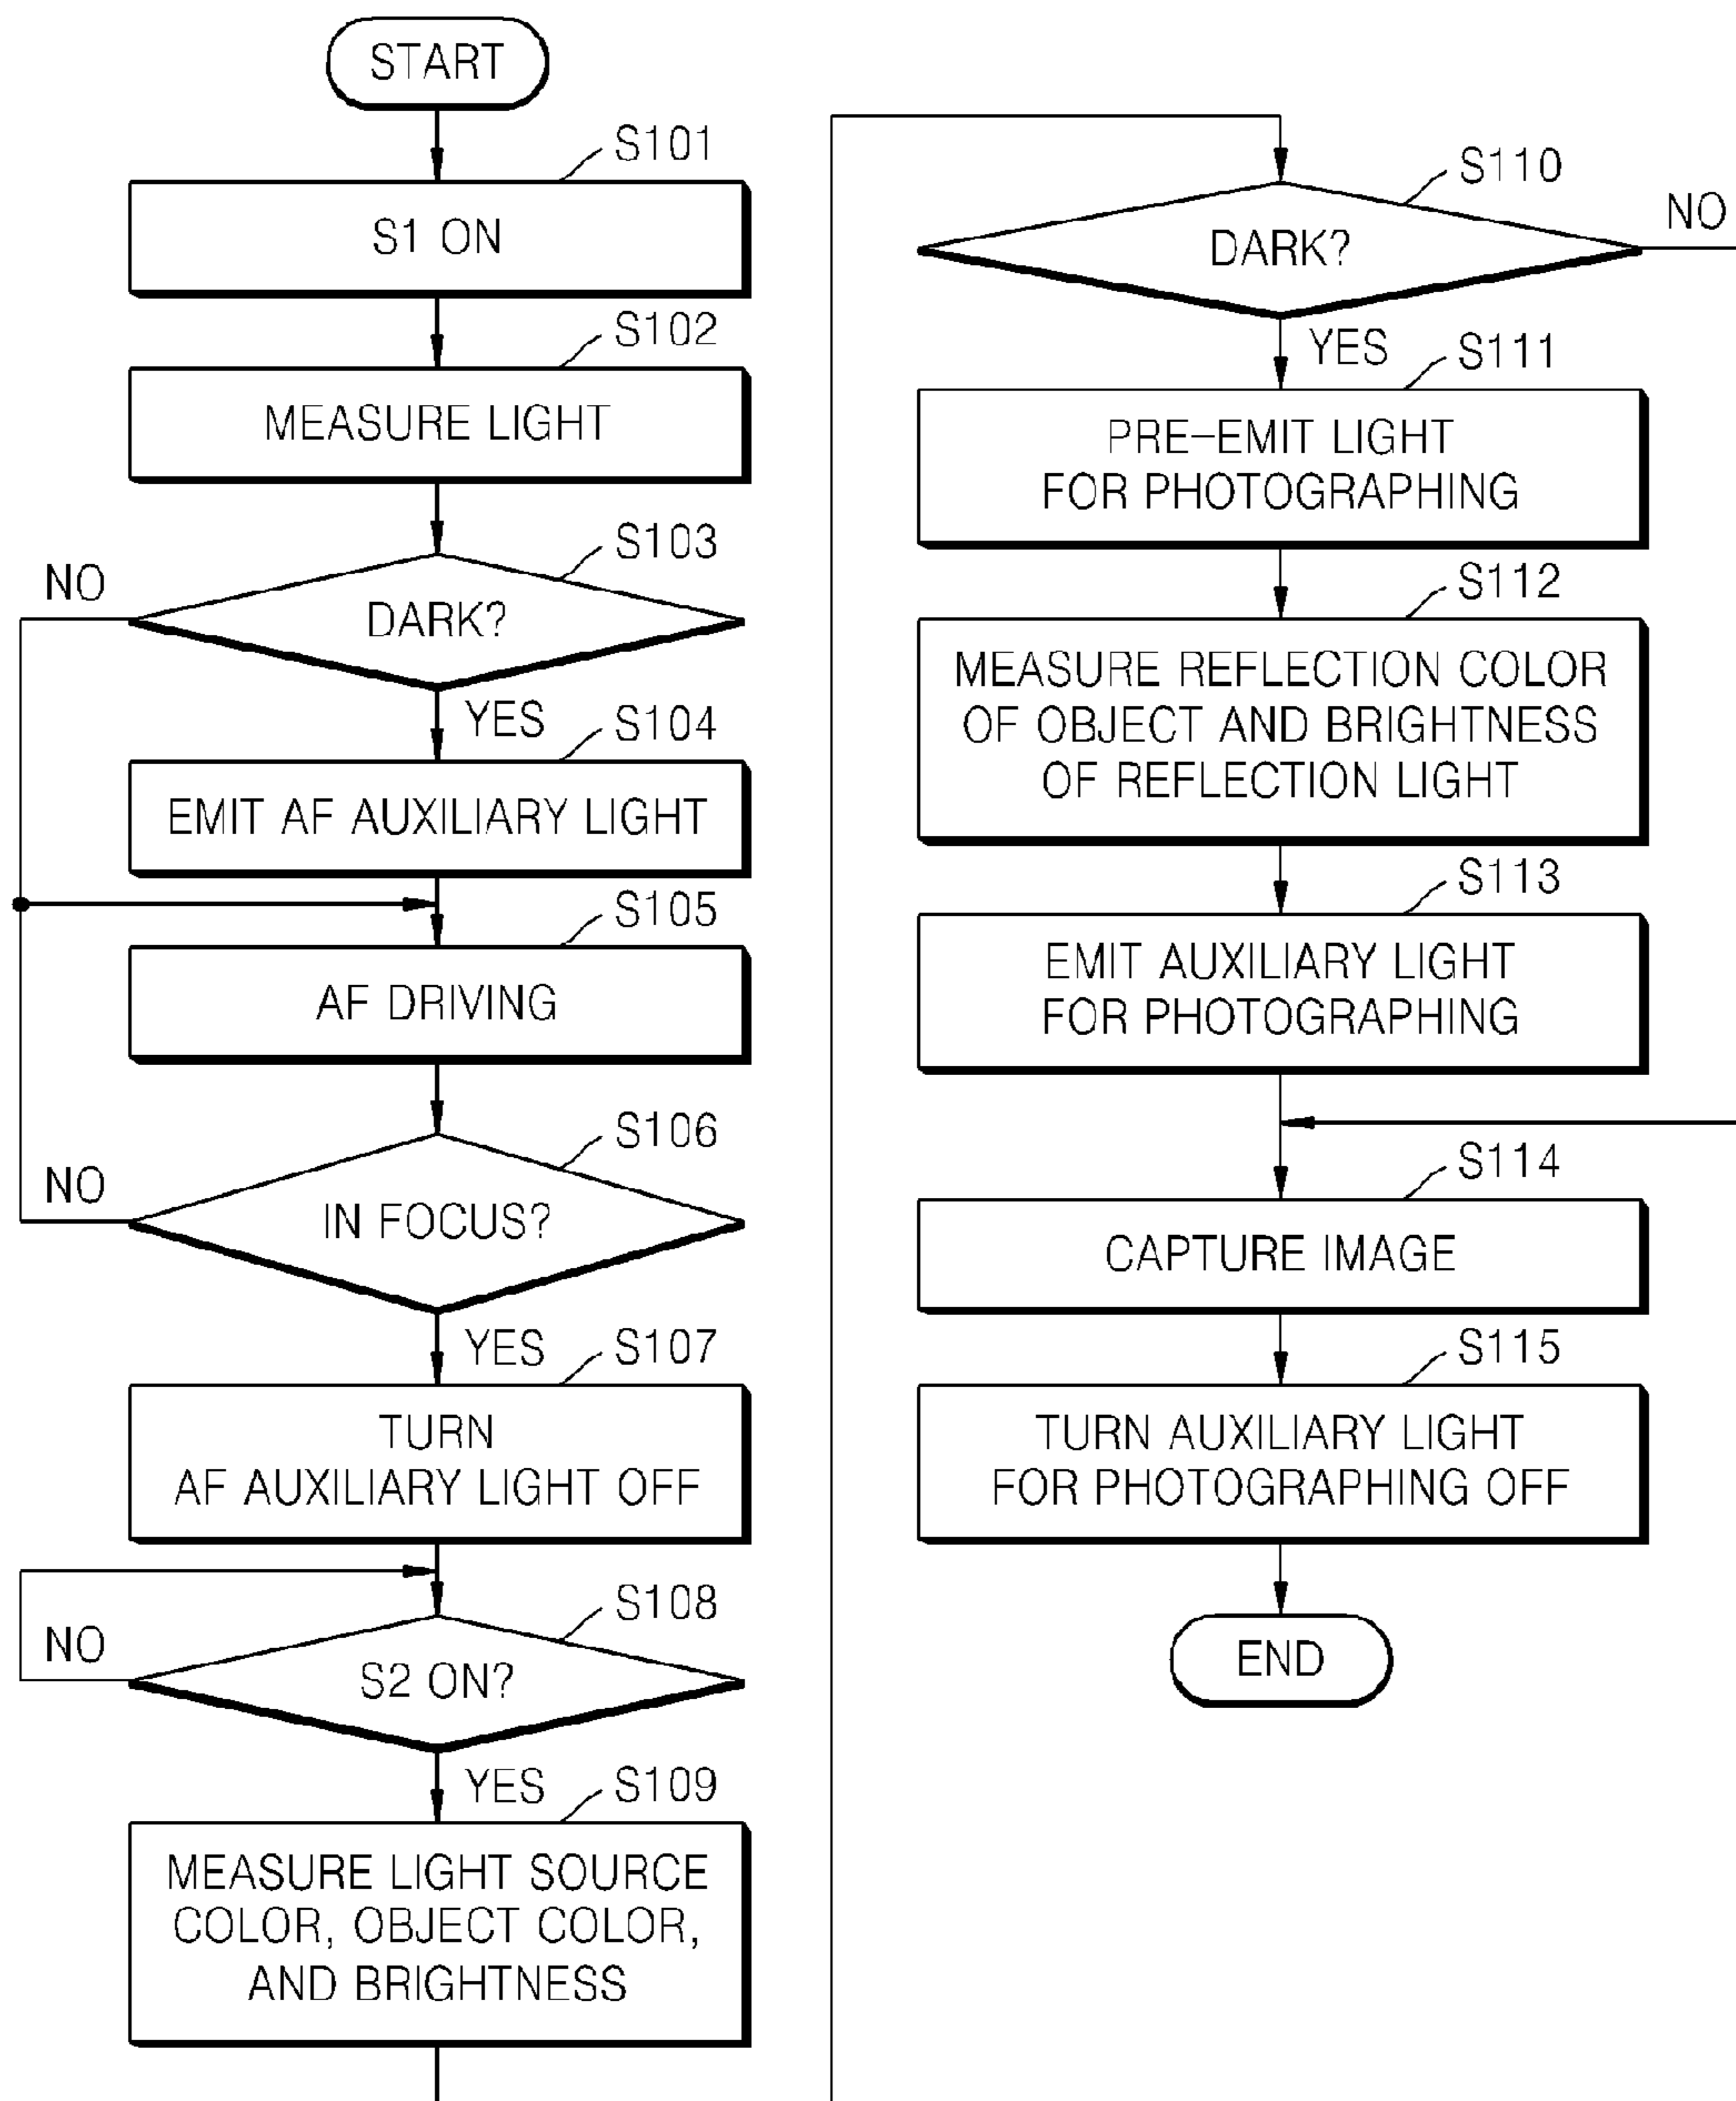 START
S101
S1 ON
S102
MEASURE LIGHT
S103
NO
DARK?
YES
S104
EMIT AF AUXILIARY LIGHT
S105
AF DRIVING
S106
NO
IN FOCUS?
YES
S107
TURN
AF AUXILIARY LIGHT OFF
S108
NO
S2 ON?
YES
S109
MEASURE LIGHT SOURCE
COLOR, OBJECT COLOR,
AND BRIGHTNESS
S110
NO
DARK?
YES
S111
PRE-EMIT LIGHT
FOR PHOTOGRAPHING
S112
MEASURE REFLECTION COLOR
OF OBJECT AND BRIGHTNESS
OF REFLECTION LIGHT
S113
EMIT AUXILIARY LIGHT
FOR PHOTOGRAPHING
S114
CAPTURE IMAGE
S115
TURN AUXILIARY LIGHT
FOR PHOTOGRAPHING OFF
END